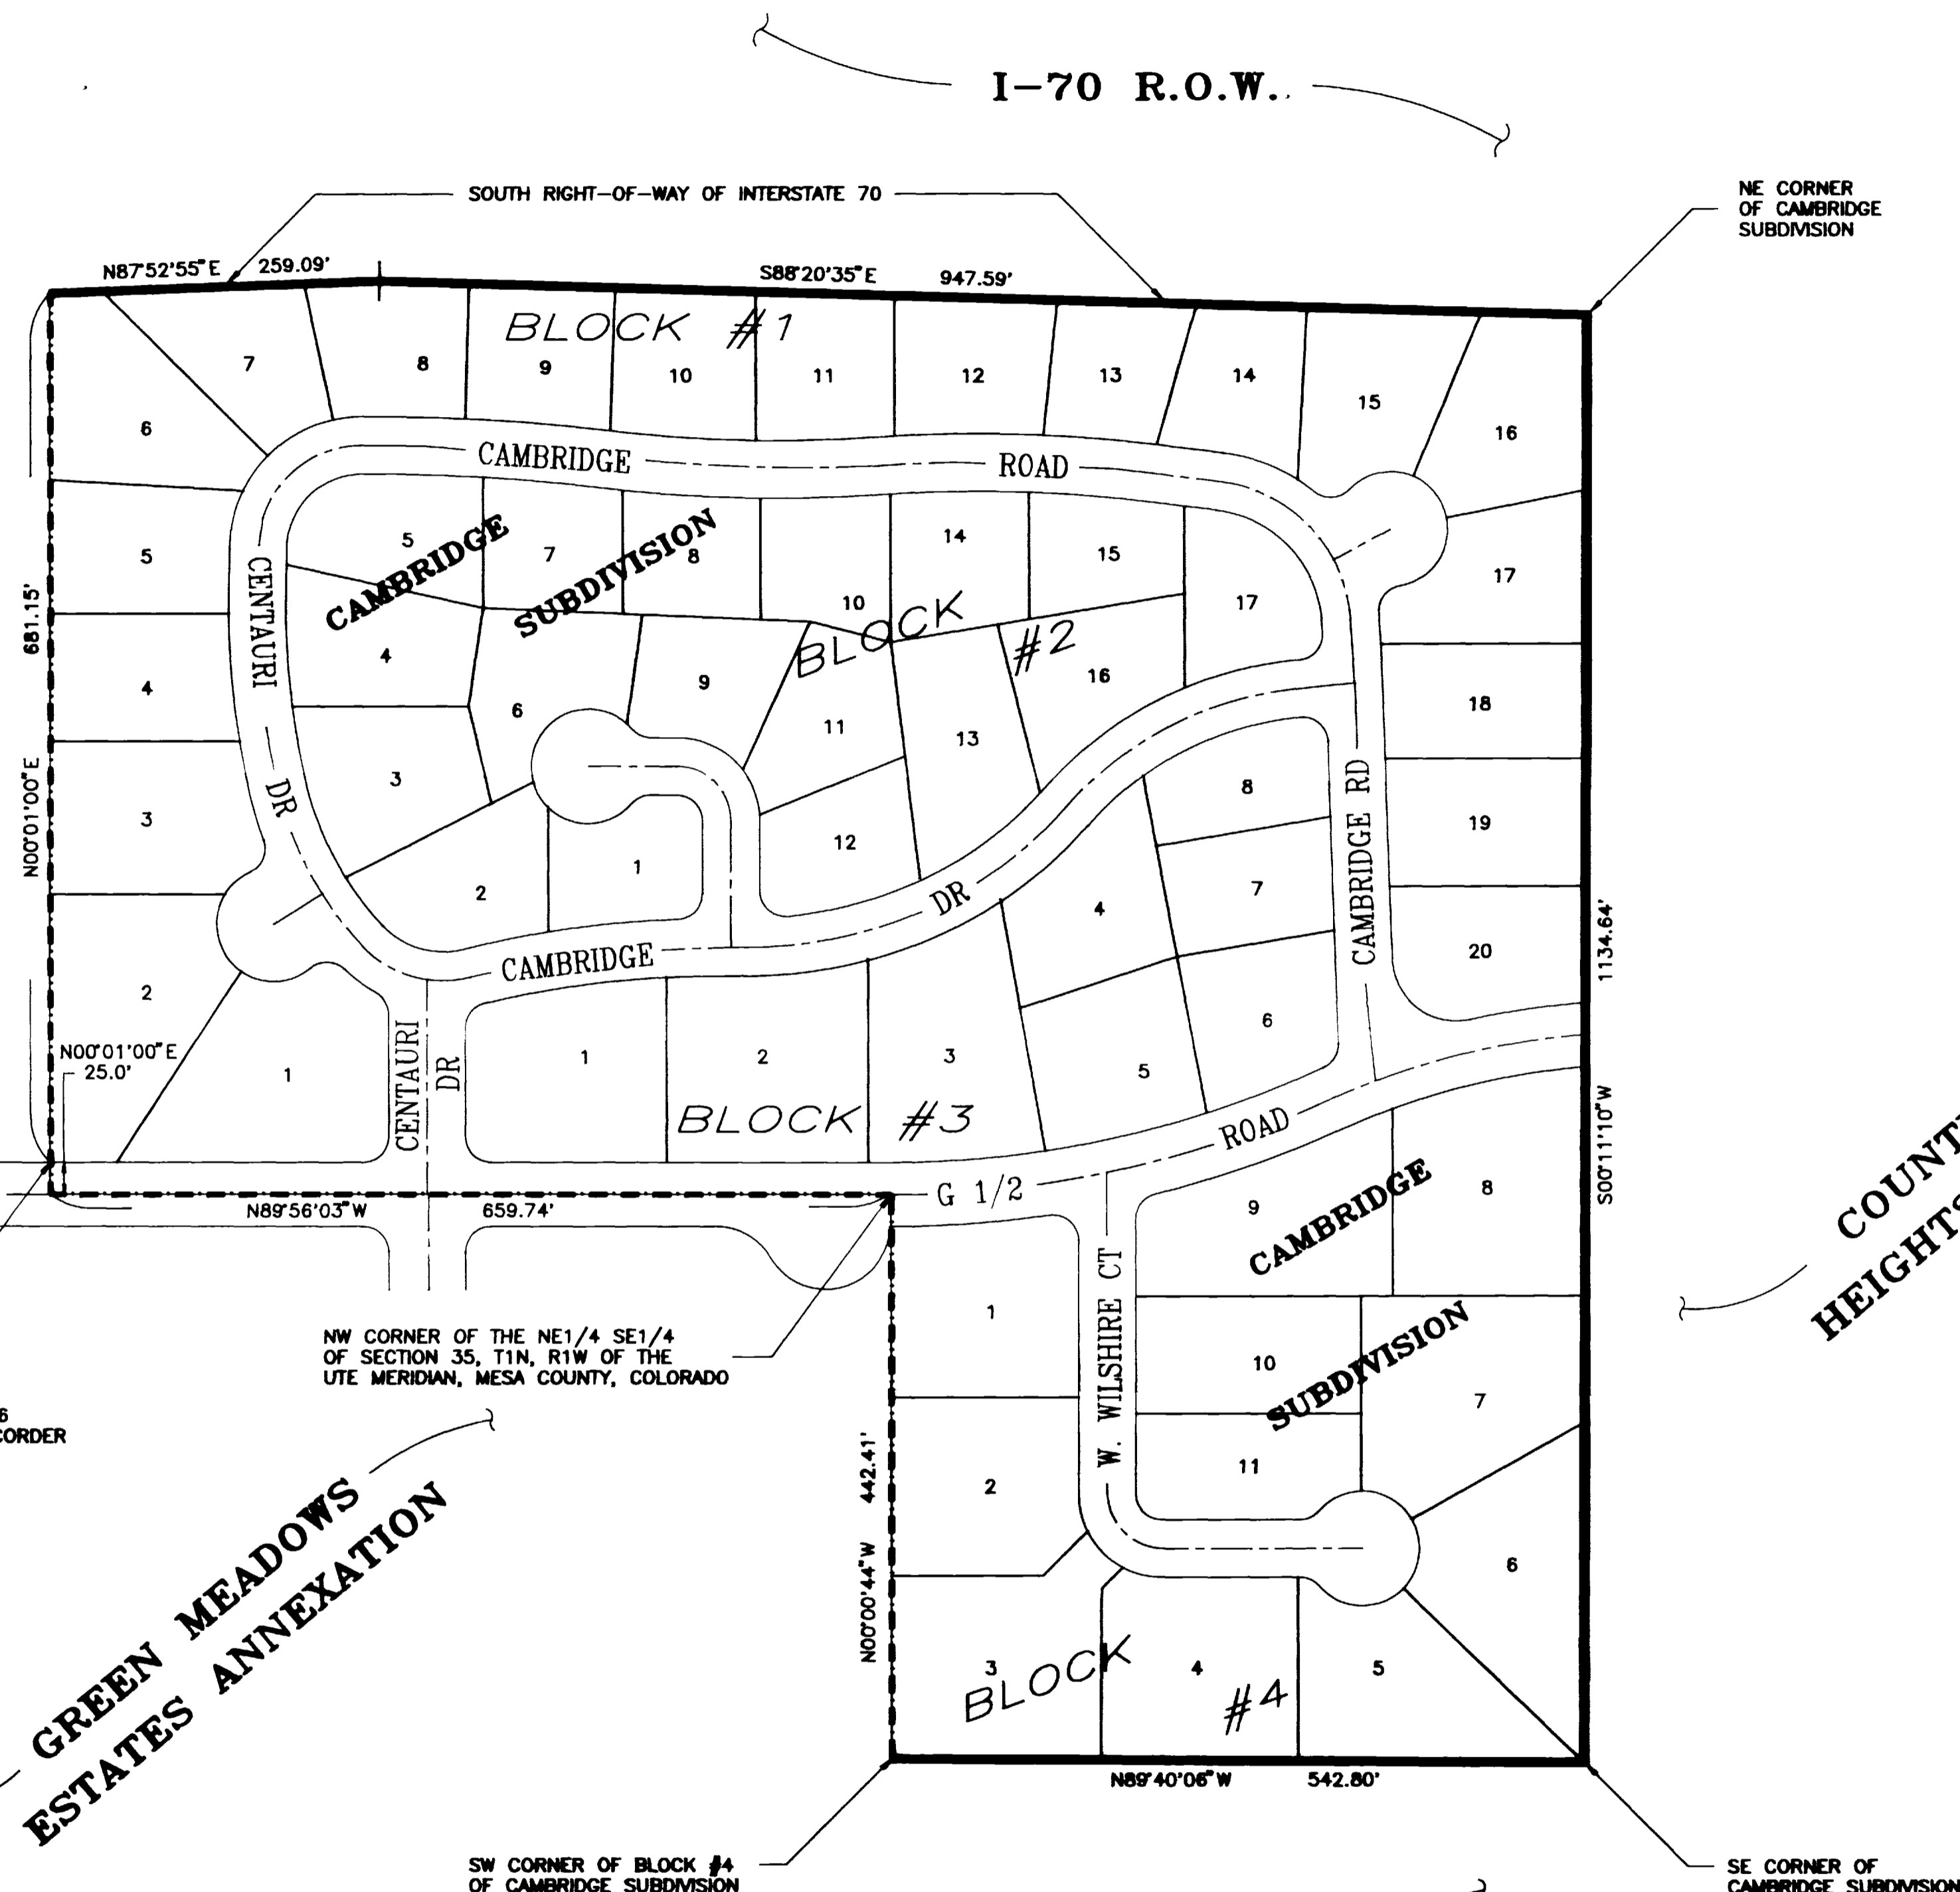 I-70 R.O.W.
SOUTH RIGHT-OF-WAY OF INTERSTATE 70
NE CORNER
OF CAMBRIDGE
SUBDIVISION
N87°52'55"E 259.09'
S88°20'35"E 947.59'
BLOCK #1
7
8
9
10
11
12
13
14
15
16
6
CAMBRIDGE ROAD
5
17
18
19
20
4
3
2
1
CENTAURI DR
CAMBRIDGE
SUBDIVISION
5
7
8
10
14
15
17
BLOCK #2
4
6
9
11
13
16
3
12
2
1
CAMBRIDGE DR
CAMBRIDGE RD
8
7
4
6
5
1
2
3
BLOCK #3
CENTAURI
DR
681.15'
N00°01'00"E
N00°01'00"E
25.0'
1134.64'
S00°11'10"W
N89°56'03"W 659.74'
G 1/2 ROAD
NW CORNER OF THE NE1/4 SE1/4
OF SECTION 35, T1N, R1W OF THE
UTE MERIDIAN, MESA COUNTY, COLORADO
6
CORDER
GREEN MEADOWS
ESTATES ANNEXATION
COUNT
HEIGHTS
CAMBRIDGE
SUBDIVISION
W. WILSHIRE CT
9
8
1
10
7
11
2
6
3
4
5
BLOCK #4
442.41'
N00°00'44"W
N89°40'06"W 542.80'
SW CORNER OF BLOCK #4
OF CAMBRIDGE SUBDIVISION
SE CORNER OF
CAMBRIDGE SUBDIVISION